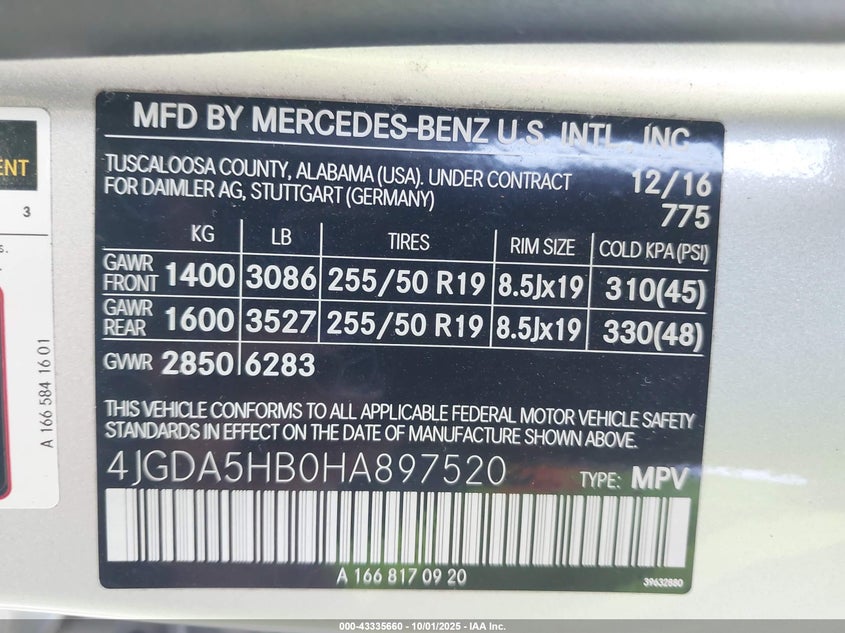 MFD BY MERCEDES-BENZ U.S. INTL., INC.
TUSCALOOSA COUNTY, ALABAMA (USA). UNDER CONTRACT
FOR DAIMLER AG, STUTTGART (GERMANY)
12/16
775
KG LB TIRES RIM SIZE COLD KPA(PSI)
GAWR FRONT 1400 3086 255/50 R19 8.5Jx19 310(45)
GAWR REAR 1600 3527 255/50 R19 8.5Jx19 330(48)
GVWR 2850 6283
THIS VEHICLE CONFORMS TO ALL APPLICABLE FEDERAL MOTOR VEHICLE SAFETY
STANDARDS IN EFFECT ON THE DATE OF MANUFACTURE SHOWN ABOVE.
4JGDA5HB0HA897520 TYPE: MPV
A 166 817 09 20
39632880
3
A 166 584 16 01
000-43335660 - 10/01/2025 - IAA Inc.